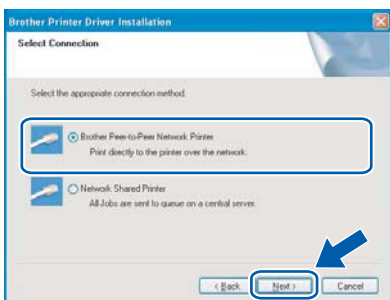 Brother Printer Driver Installation
Select Connection
Select the appropriate connection method.
Brother Peer-to-Peer Network Printer
Print directly to the printer over the network.
Network Shared Printer
All Jobs are sent to queue on a central server.
< Back
Next >
Cancel